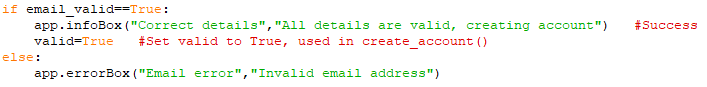 if email_valid==True:
    app.infoBox("Correct details","All details are valid, creating account")   #Success
    valid=True   #Set valid to True, used in create_account()
else:
    app.errorBox("Email error","Invalid email address")